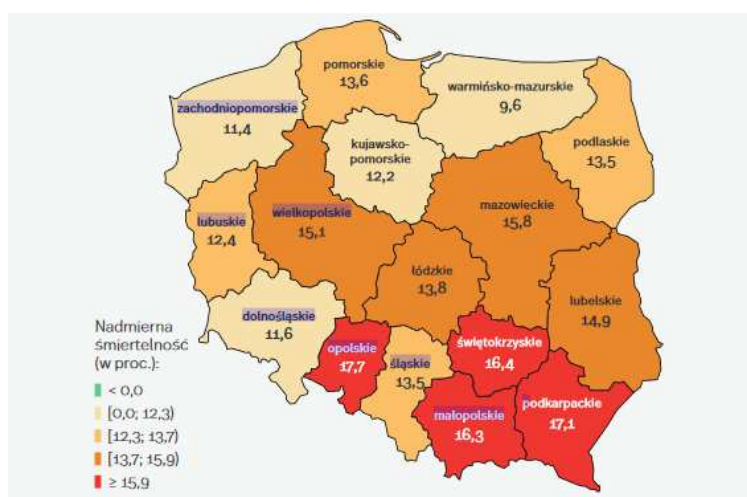 pomorskie
13,6
warmińsko-mazurskie
9,6
zachodniopomorskie
11,4
podlaskie
13,5
kujawsko-
pomorskie
12,2
mazowieckie
15,8
wielkopolskie
15,1
lubuskie
12,4
łódzkie
13,8
lubelskie
14,9
dolnośląskie
11,6
opolskie
17,7
śląskie
13,5
świętokrzyskie
16,4
małopolskie
16,3
podkarpackie
17,1
Nadmierna
śmiertelność
(w proc.):
< 0,0
[0,0; 12,3)
[12,3; 13,7)
[13,7; 15,9)
≥ 15,9